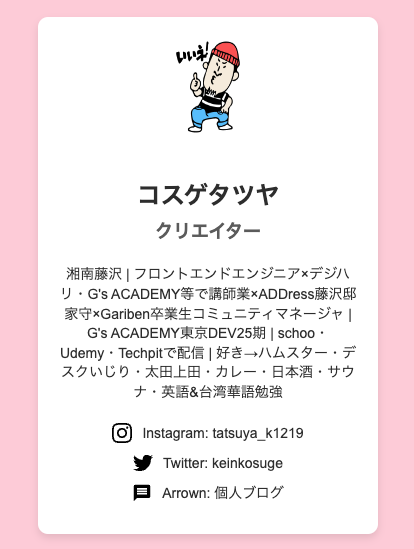 いいえ!
コスゲタツヤ
クリエイター
湘南藤沢 | フロントエンドエンジニア×デジハ
リ・G's ACADEMY等で講師業×ADDress藤沢邸
家守×Gariben卒業生コミュニティマネージャ |
G's ACADEMY東京DEV25期 | schoo・
Udemy・Techpitで配信 | 好き→ハムスター・デ
スクいじり・太田上田・カレー・日本酒・サウ
ナ・英語&台湾華語勉強
Instagram: tatsuya_k1219
Twitter: keinkosuge
Arrown: 個人ブログ